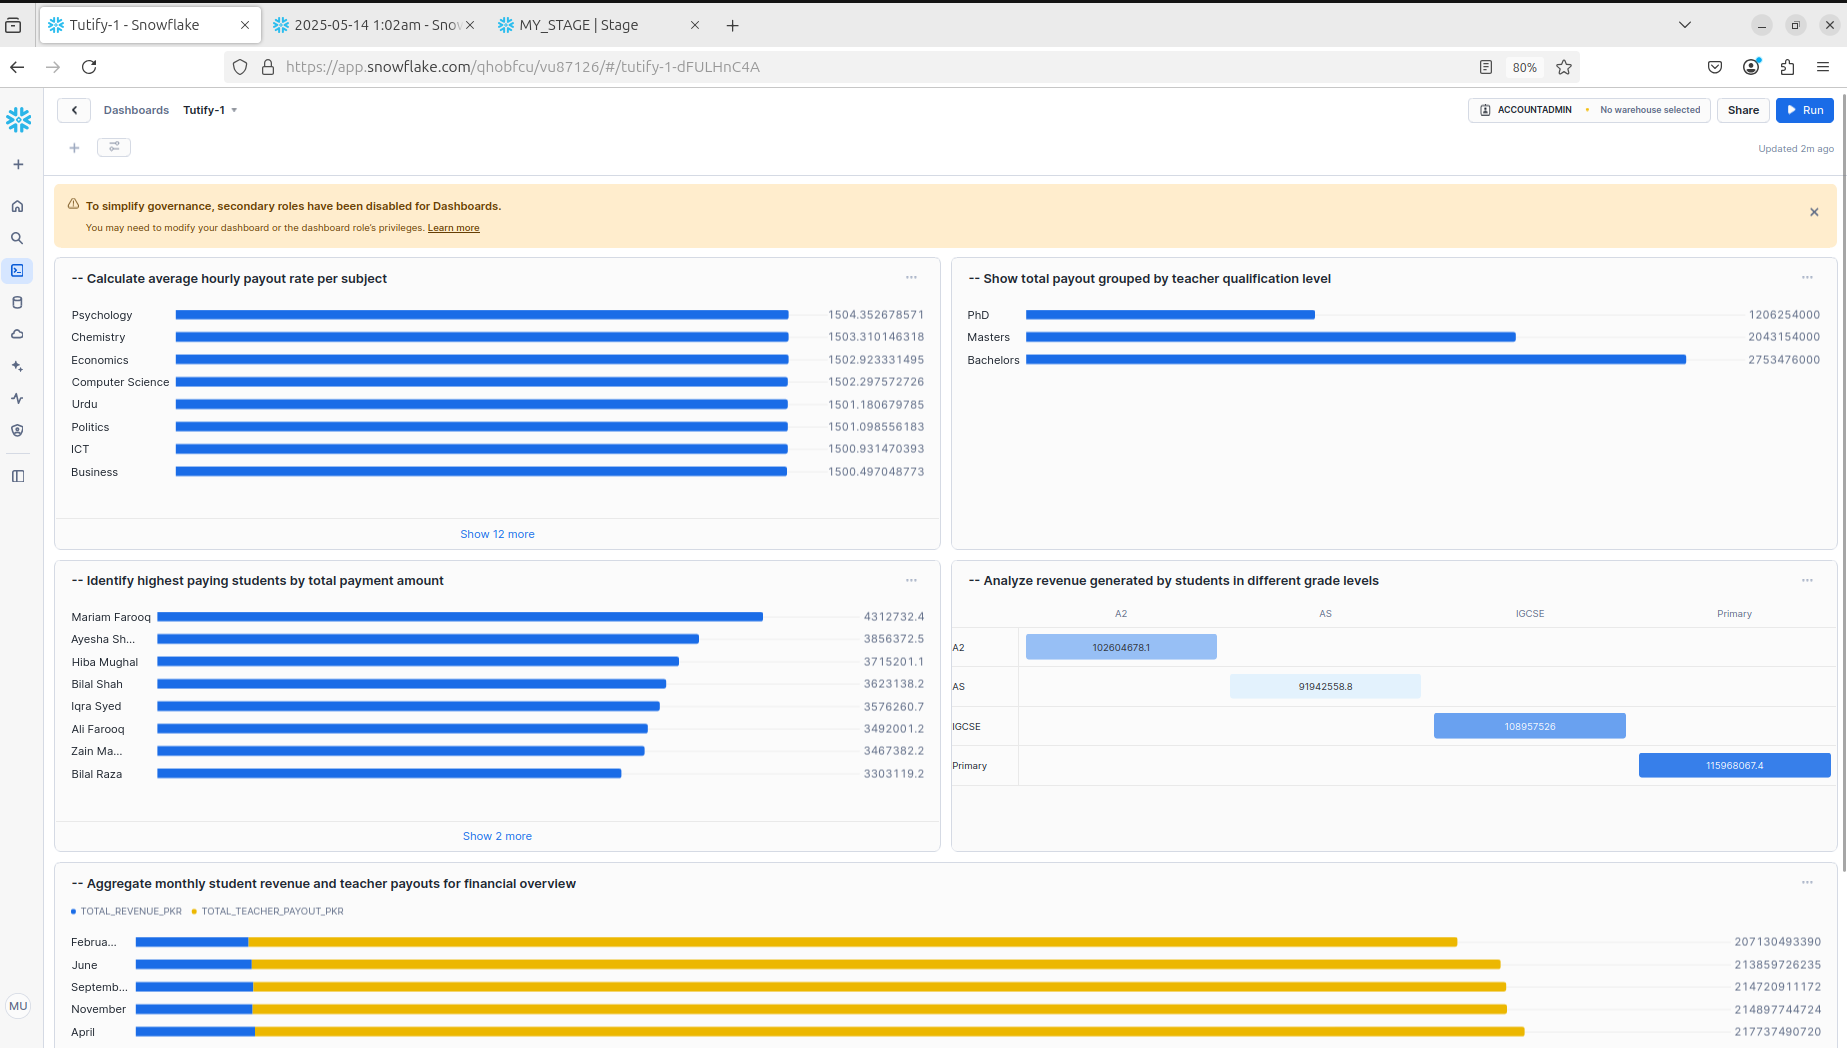 Tutify-1 - Snowflake
2025-05-14 1:02am - Snow
MY_STAGE | Stage
https://app.snowflake.com/qhobfcu/vu87126/#/tutify-1-dFULHnC4A
80%
Dashboards Tutify-1
ACCOUNTADMIN No warehouse selected
Share
Run
Updated 2m ago
To simplify governance, secondary roles have been disabled for Dashboards.
You may need to modify your dashboard or the dashboard role's privileges. Learn more
-- Calculate average hourly payout rate per subject
Psychology 1504.352678571
Chemistry 1503.310146318
Economics 1502.923331495
Computer Science 1502.297572726
Urdu 1501.180679785
Politics 1501.098556183
ICT 1500.931470393
Business 1500.497048773
Show 12 more
-- Show total payout grouped by teacher qualification level
PhD 1206254000
Masters 2043154000
Bachelors 2753476000
-- Identify highest paying students by total payment amount
Mariam Farooq 4312732.4
Ayesha Sh... 3856372.5
Hiba Mughal 3715201.1
Bilal Shah 3623138.2
Iqra Syed 3576260.7
Ali Farooq 3492001.2
Zain Ma... 3467382.2
Bilal Raza 3303119.2
Show 2 more
-- Analyze revenue generated by students in different grade levels
A2 AS IGCSE Primary
A2 102604678.1
AS 91942558.8
IGCSE 108957526
Primary 115968067.4
-- Aggregate monthly student revenue and teacher payouts for financial overview
TOTAL_REVENUE_PKR TOTAL_TEACHER_PAYOUT_PKR
Februa... 207130493390
June 213859726235
Septemb... 214720911172
November 214897744724
April 217737490720
MU